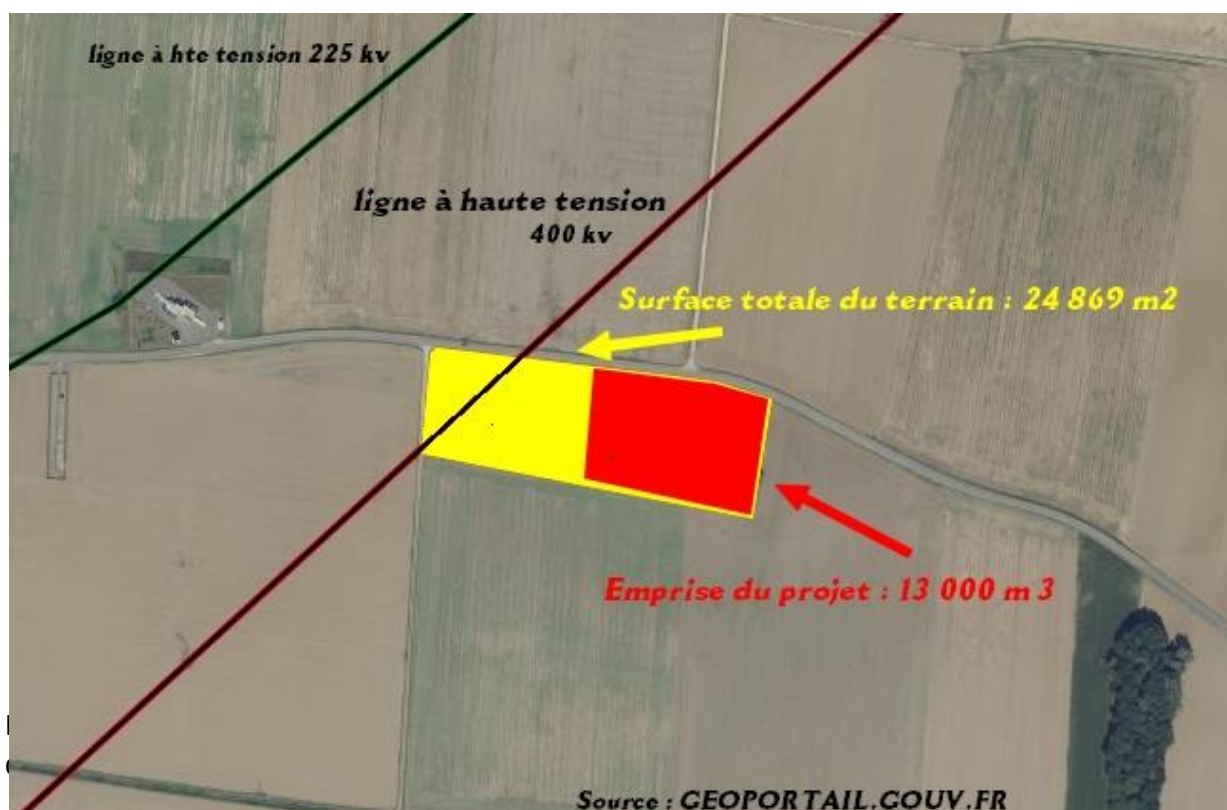 ligne à hte tension 225 kv
ligne à haute tension
400 kv
Surface totale du terrain : 24 869 m2
Emprise du projet : 13 000 m 3
Source : GEOPORTAIL.GOUV.FR